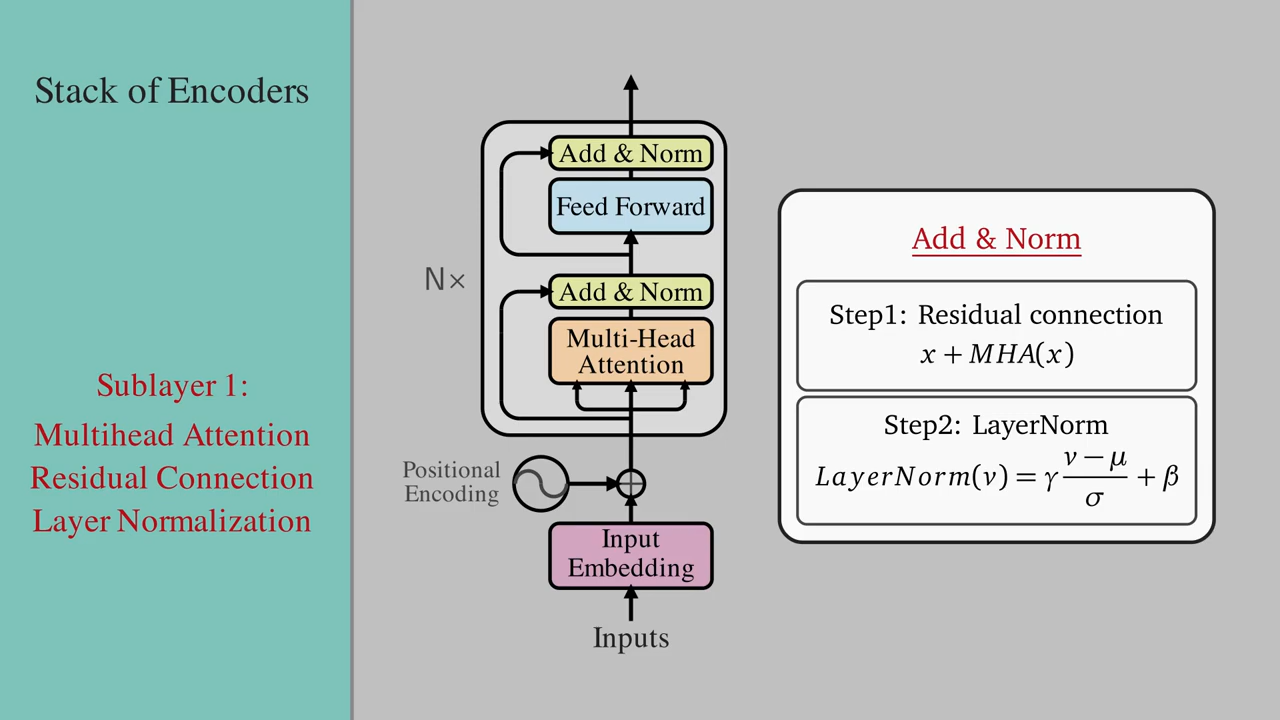 Stack of Encoders
Sublayer 1:
Multihead Attention
Residual Connection
Layer Normalization
Add & Norm
Feed Forward
N×
Add & Norm
Multi-Head
Attention
Positional
Encoding
Input
Embedding
Inputs
Add & Norm
Step1: Residual connection
x + MHA(x)
Step2: LayerNorm
LayerNorm(v) = γ (v − μ)/σ + β